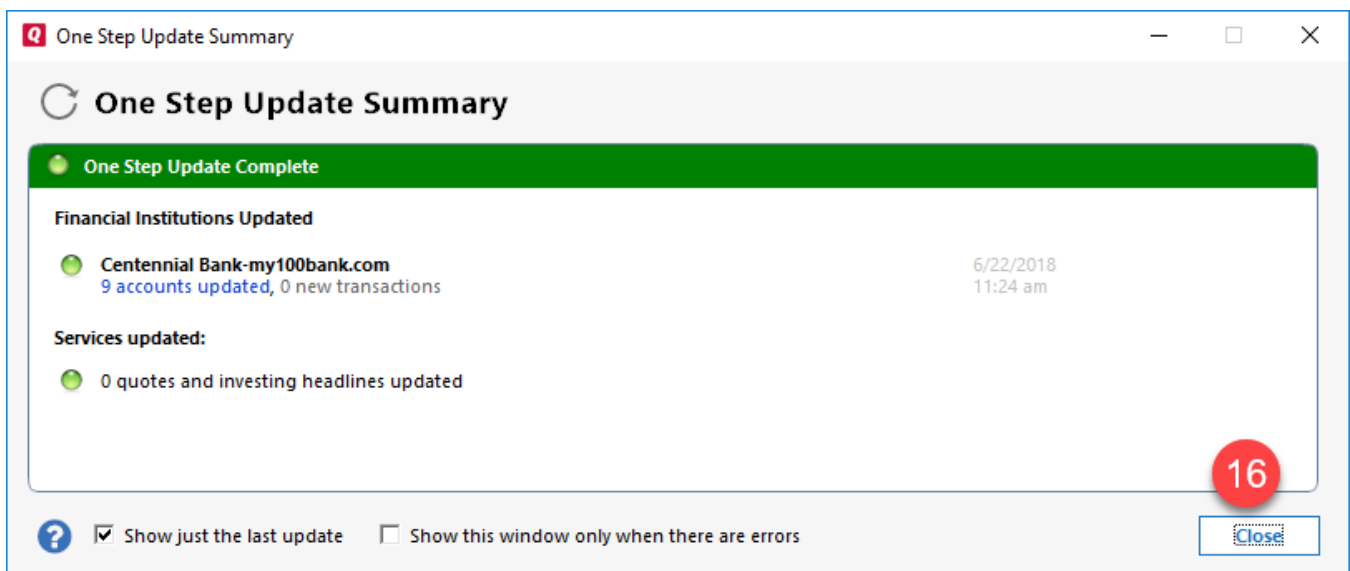 One Step Update Summary
One Step Update Summary
One Step Update Complete
Financial Institutions Updated
Centennial Bank-my100bank.com
6/22/2018
9 accounts updated, 0 new transactions
11:24 am
Services updated:
0 quotes and investing headlines updated
16
? Show just the last update Show this window only when there are errors Close